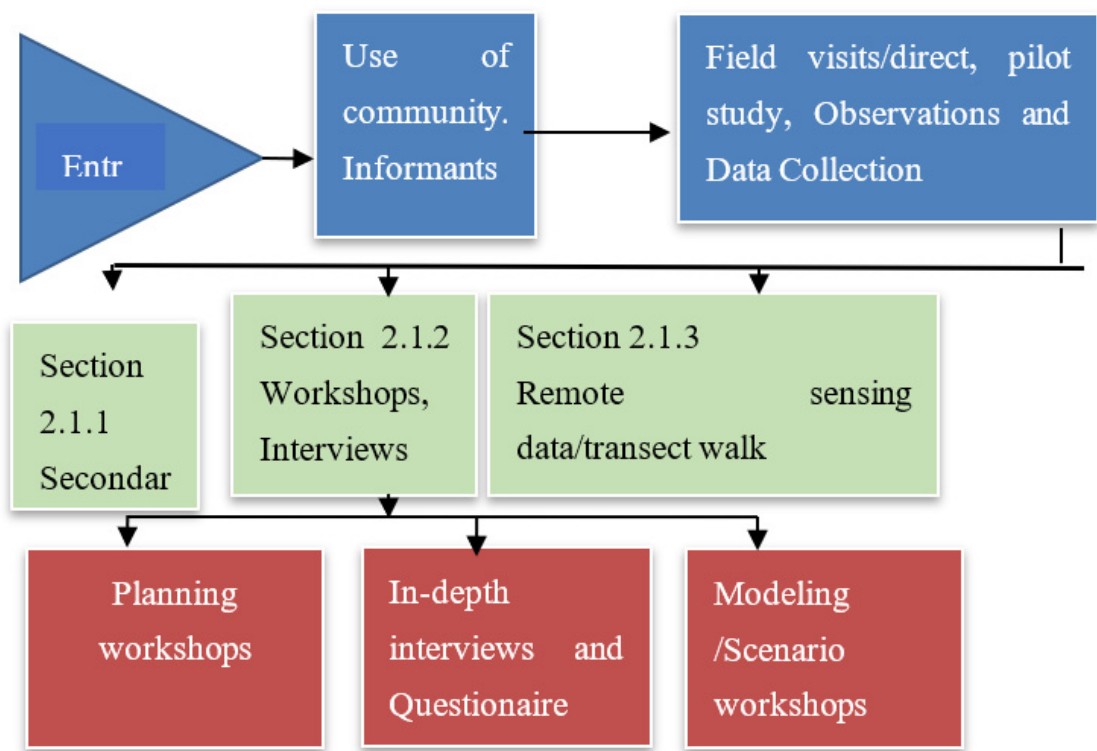 Entr
Use of
community.
Informants
Field visits/direct, pilot
study, Observations and
Data Collection
Section
2.1.1
Secondar
Section 2.1.2
Workshops,
Interviews
Section 2.1.3
Remote sensing
data/transect walk
Planning
workshops
In-depth
interviews and
Questionaire
Modeling
/Scenario
workshops